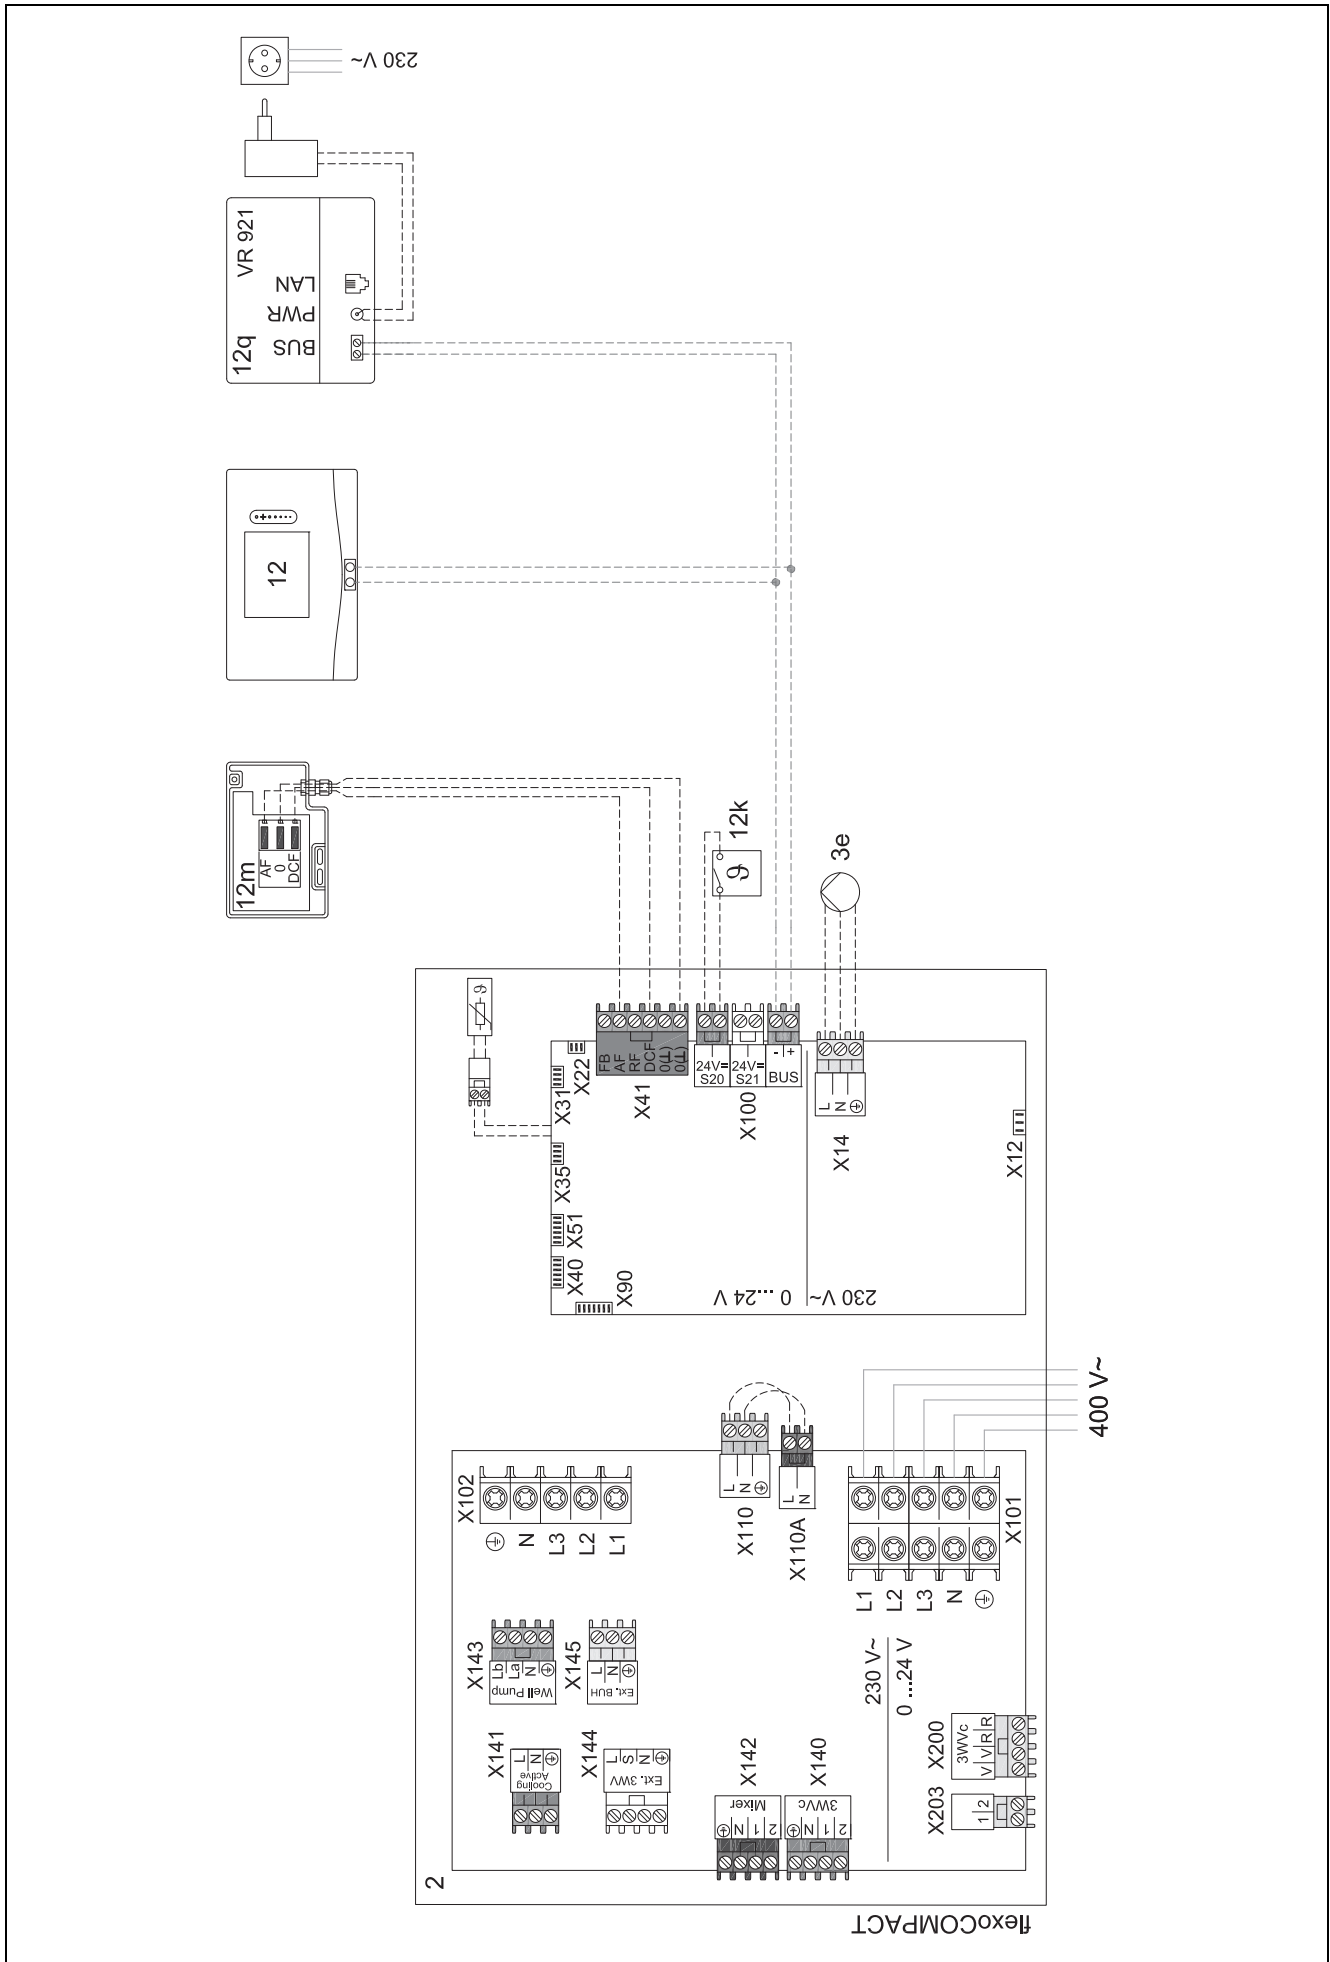 230 V~
VR 921
LAN
PWR
BUS
12q
12
12m
AF
0
DCF
12k
ϑ
3e
ϑ
X22
X31
X35
X51
X40
X90
FB
AF
RF
DCF
0(⊥)
0(⊥)
X41
24V=
S20
24V=
S21
X100
- +
BUS
L
N
X14
X12
0 ...24 V
230 V~
400 V~
X102
N
L3
L2
L1
L
N
X110
L
N
X110A
X101
L1
L2
L3
N
X143
Lb
La
N
Well Pump
X145
L
N
Ext. BUH
X141
L
N
Cooling
Active
X144
L
S
N
Ext. 3WV
X142
Mixer
N
1
2
X140
3WVc
N
1
2
230 V~
0 ...24 V
X200
3WVc
V V R R
X203
1 2
2
flexoCOMPACT